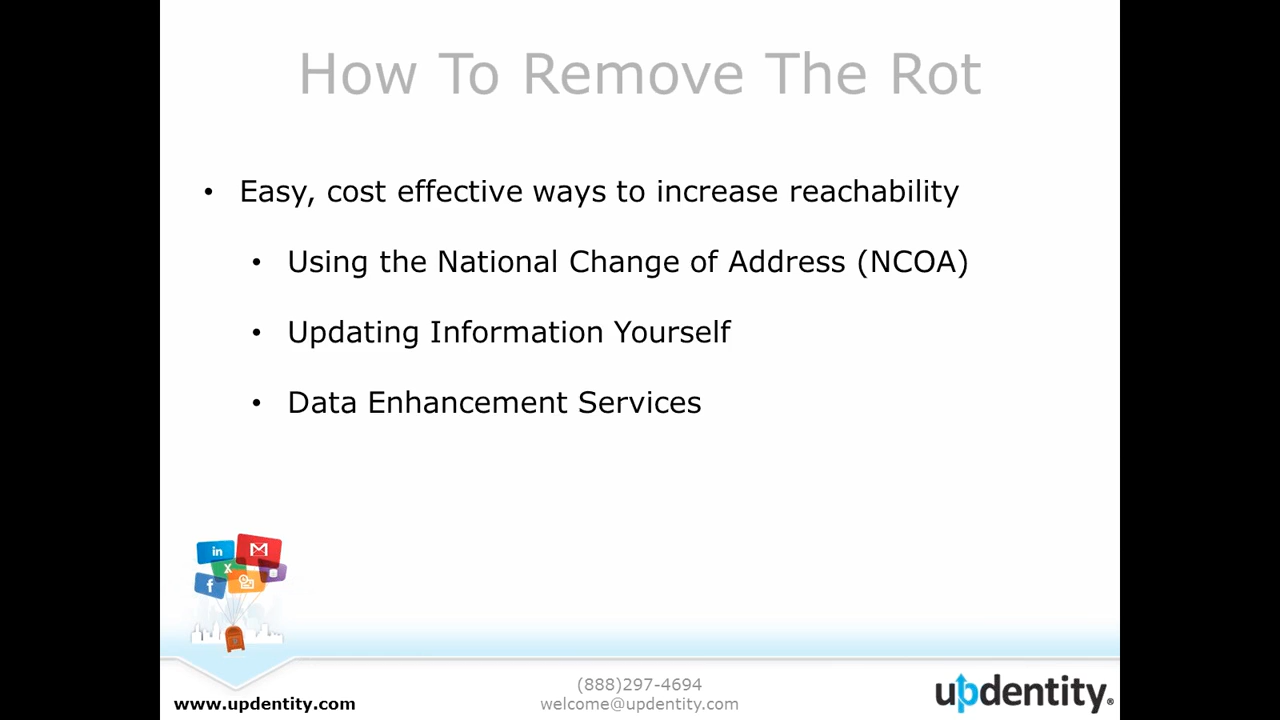 How To Remove The Rot
• Easy, cost effective ways to increase reachability
• Using the National Change of Address (NCOA)
• Updating Information Yourself
• Data Enhancement Services
in
X
f
www.updentity.com
(888)297-4694
welcome@updentity.com
updentity®